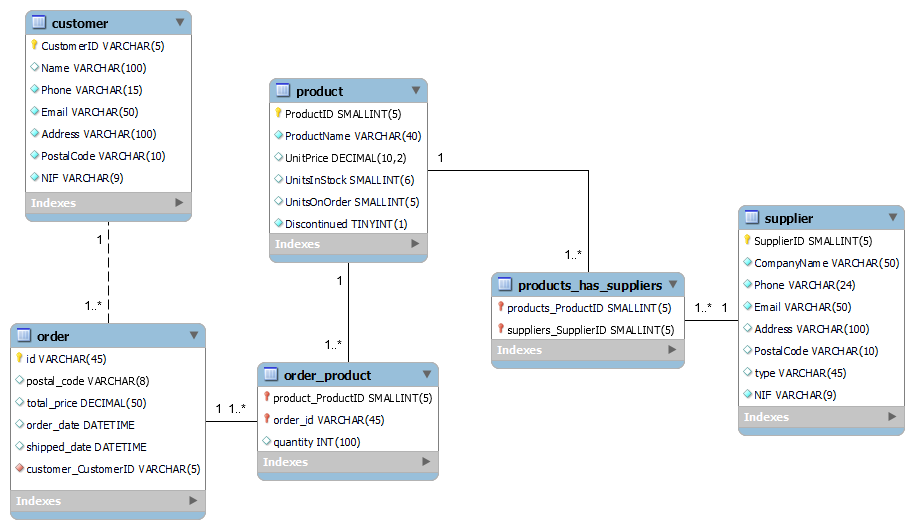 customer
CustomerID VARCHAR(5)
Name VARCHAR(100)
Phone VARCHAR(15)
Email VARCHAR(50)
Address VARCHAR(100)
PostalCode VARCHAR(10)
NIF VARCHAR(9)
Indexes
1
1..*
order
id VARCHAR(45)
postal_code VARCHAR(8)
total_price DECIMAL(50)
order_date DATETIME
shipped_date DATETIME
customer_CustomerID VARCHAR(5)
Indexes
1 1..*
product
ProductID SMALLINT(5)
ProductName VARCHAR(40)
UnitPrice DECIMAL(10,2)
UnitsInStock SMALLINT(6)
UnitsOnOrder SMALLINT(5)
Discontinued TINYINT(1)
Indexes
1
1..*
order_product
product_ProductID SMALLINT(5)
order_id VARCHAR(45)
quantity INT(100)
Indexes
1
1..*
products_has_suppliers
products_ProductID SMALLINT(5)
suppliers_SupplierID SMALLINT(5)
Indexes
1..* 1
supplier
SupplierID SMALLINT(5)
CompanyName VARCHAR(50)
Phone VARCHAR(24)
Email VARCHAR(50)
Address VARCHAR(100)
PostalCode VARCHAR(10)
type VARCHAR(45)
NIF VARCHAR(9)
Indexes